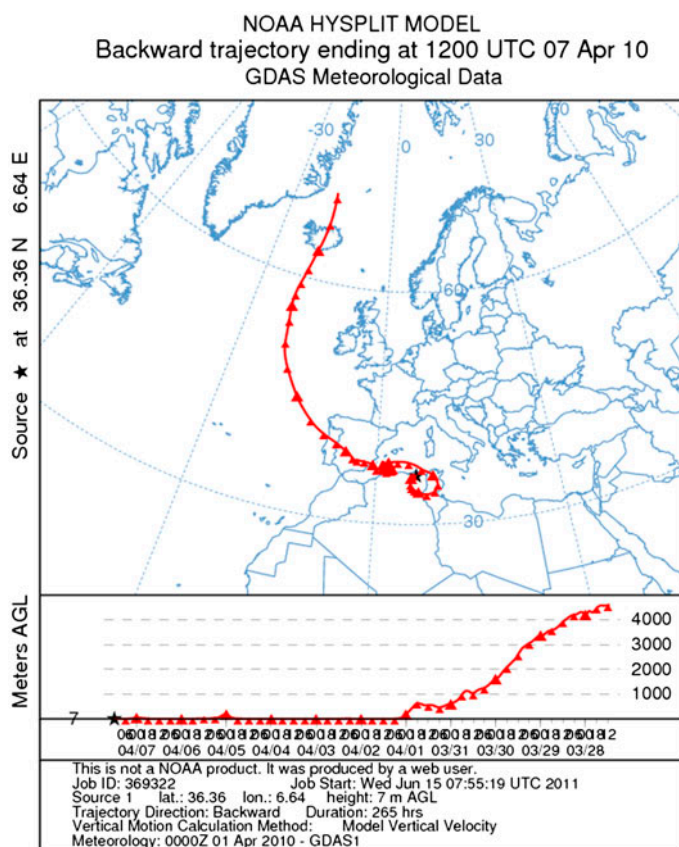 NOAA HYSPLIT MODEL
Backward trajectory ending at 1200 UTC 07 Apr 10
GDAS Meteorological Data
Source ★ at 36.36 N 6.64 E
-30
0
30
60
60
30
Meters AGL
7
4000
3000
2000
1000
04/07 04/06 04/05 04/04 04/03 04/02 04/01 03/31 03/30 03/29 03/28
This is not a NOAA product. It was produced by a web user.
Job ID: 369322 Job Start: Wed Jun 15 07:55:19 UTC 2011
Source 1 lat.: 36.36 lon.: 6.64 height: 7 m AGL
Trajectory Direction: Backward Duration: 265 hrs
Vertical Motion Calculation Method: Model Vertical Velocity
Meteorology: 0000Z 01 Apr 2010 - GDAS1